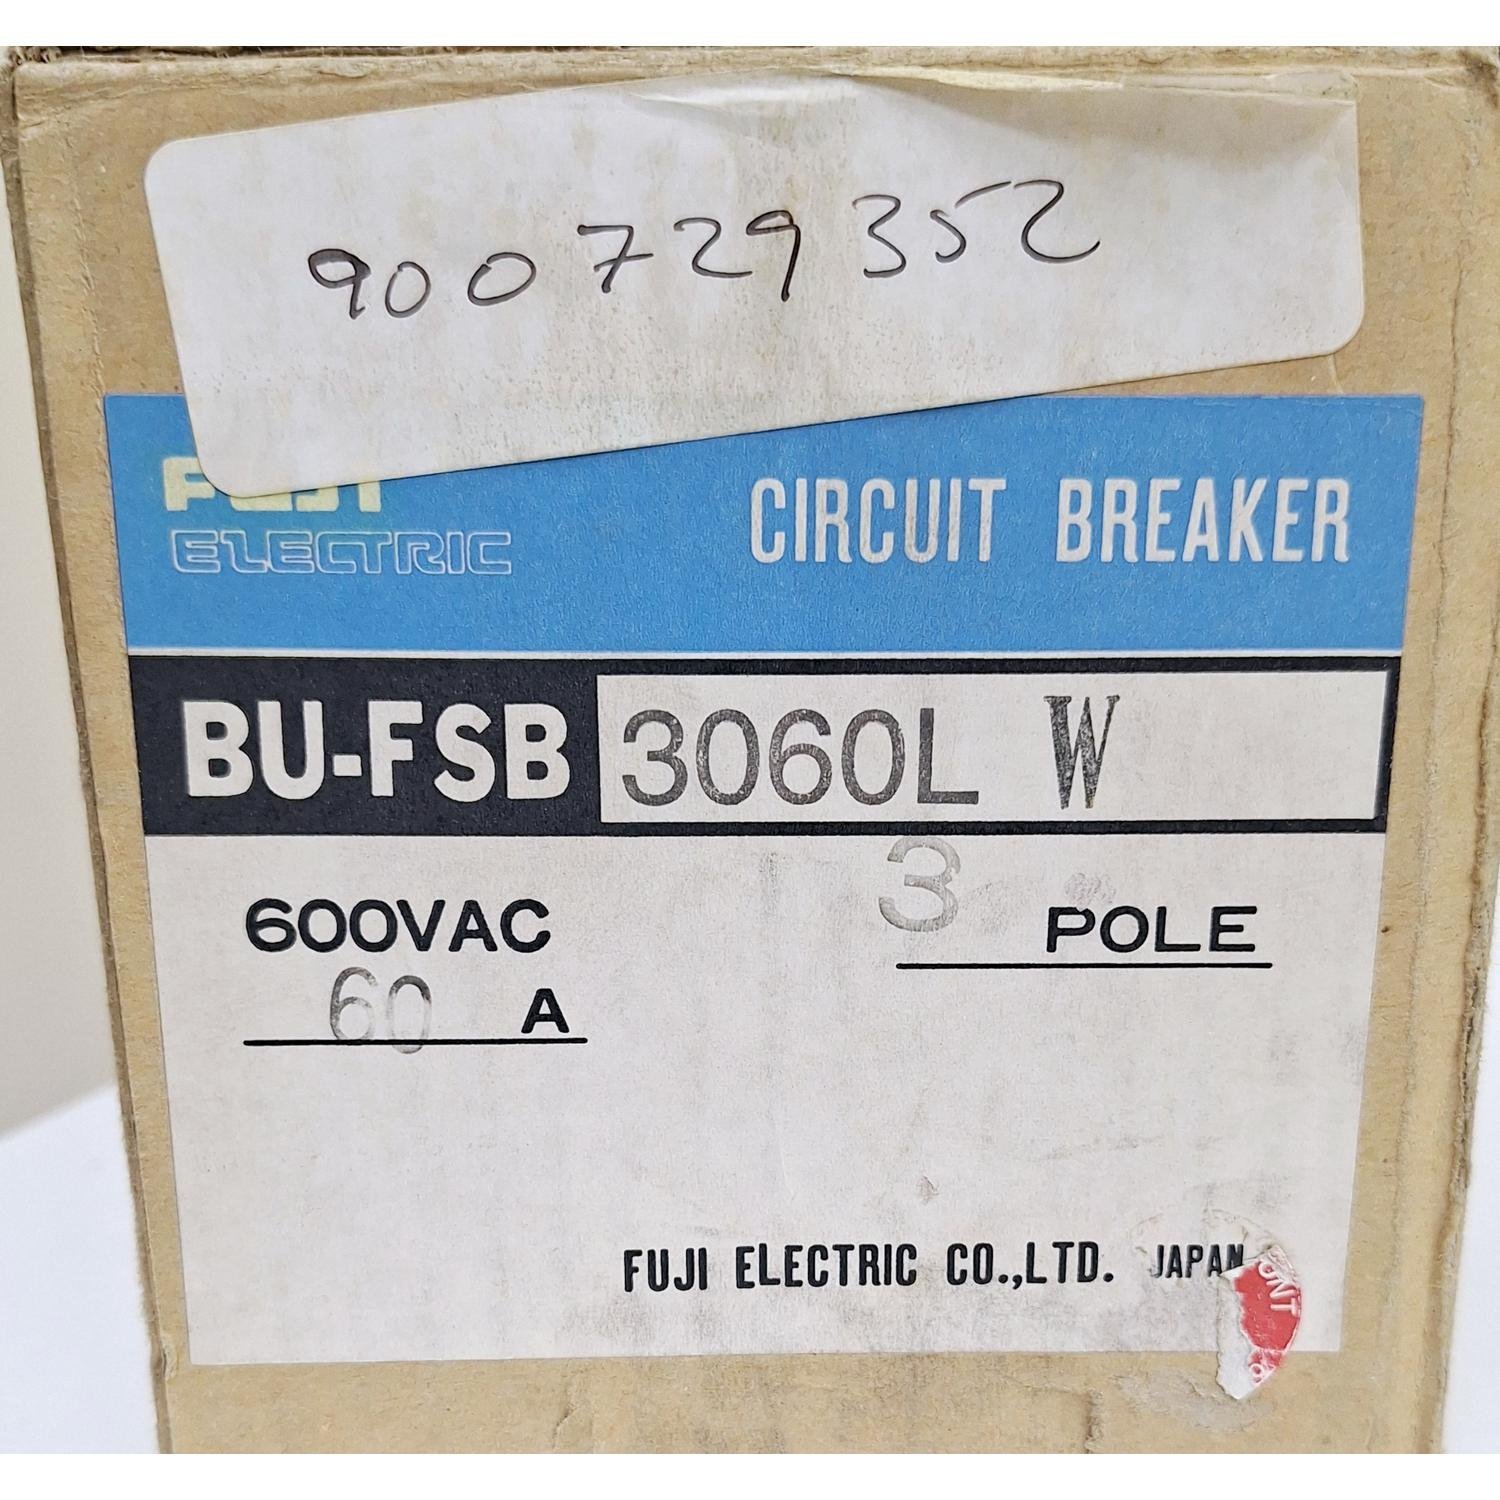 900729352
FUJI
ELECTRIC
CIRCUIT BREAKER
BU-FSB 3060L W
600VAC
3 POLE
60 A
FUJI ELECTRIC CO.,LTD. JAPAN